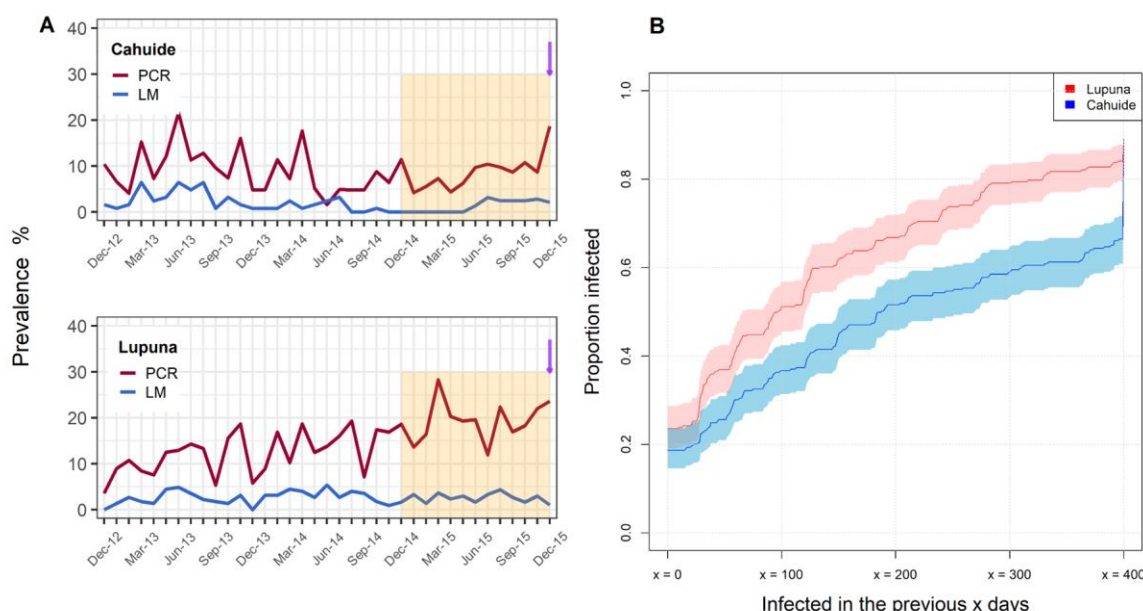 A
Prevalence %
40
30
20
10
0
Cahuide
PCR
LM
Dec-12
Mar-13
Jun-13
Sep-13
Dec-13
Mar-14
Jun-14
Sep-14
Dec-14
Mar-15
Jun-15
Sep-15
Dec-15
40
30
20
10
0
Lupuna
PCR
LM
Dec-12
Mar-13
Jun-13
Sep-13
Dec-13
Mar-14
Jun-14
Sep-14
Dec-14
Mar-15
Jun-15
Sep-15
Dec-15
B
Proportion infected
1.0
0.8
0.6
0.4
0.2
0.0
Lupuna
Cahuide
x = 0
x = 100
x = 200
x = 300
x = 400
Infected in the previous x days